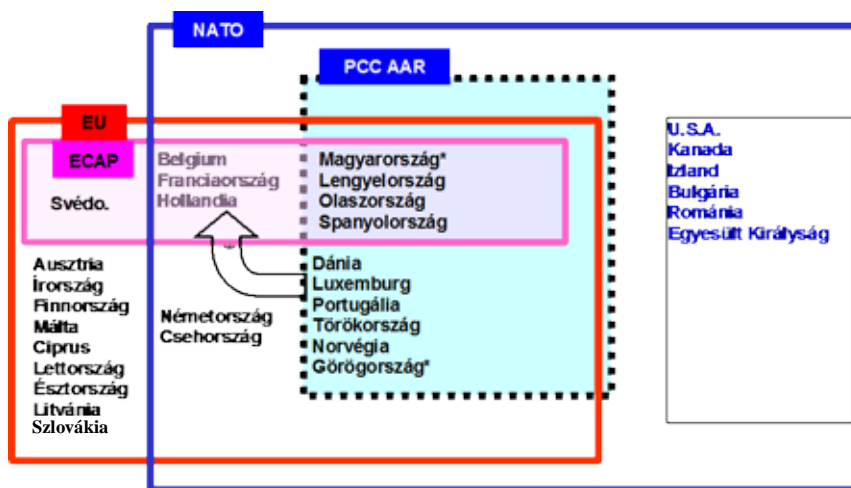 NATO
PCC AAR
EU
ECAP
Svédo.
Belgium
Franciaország
Hollandia
Magyarország*
Lengyelország
Olaszország
Spanyolország
Ausztria
Írország
Finnország
Málta
Ciprus
Lettország
Észtország
Litvánia
Szlovákia
Németország
Csehország
Dánia
Luxemburg
Portugália
Törökország
Norvégia
Görögország*
U.S.A.
Kanada
Izland
Bulgária
Románia
Egyesült Királyság